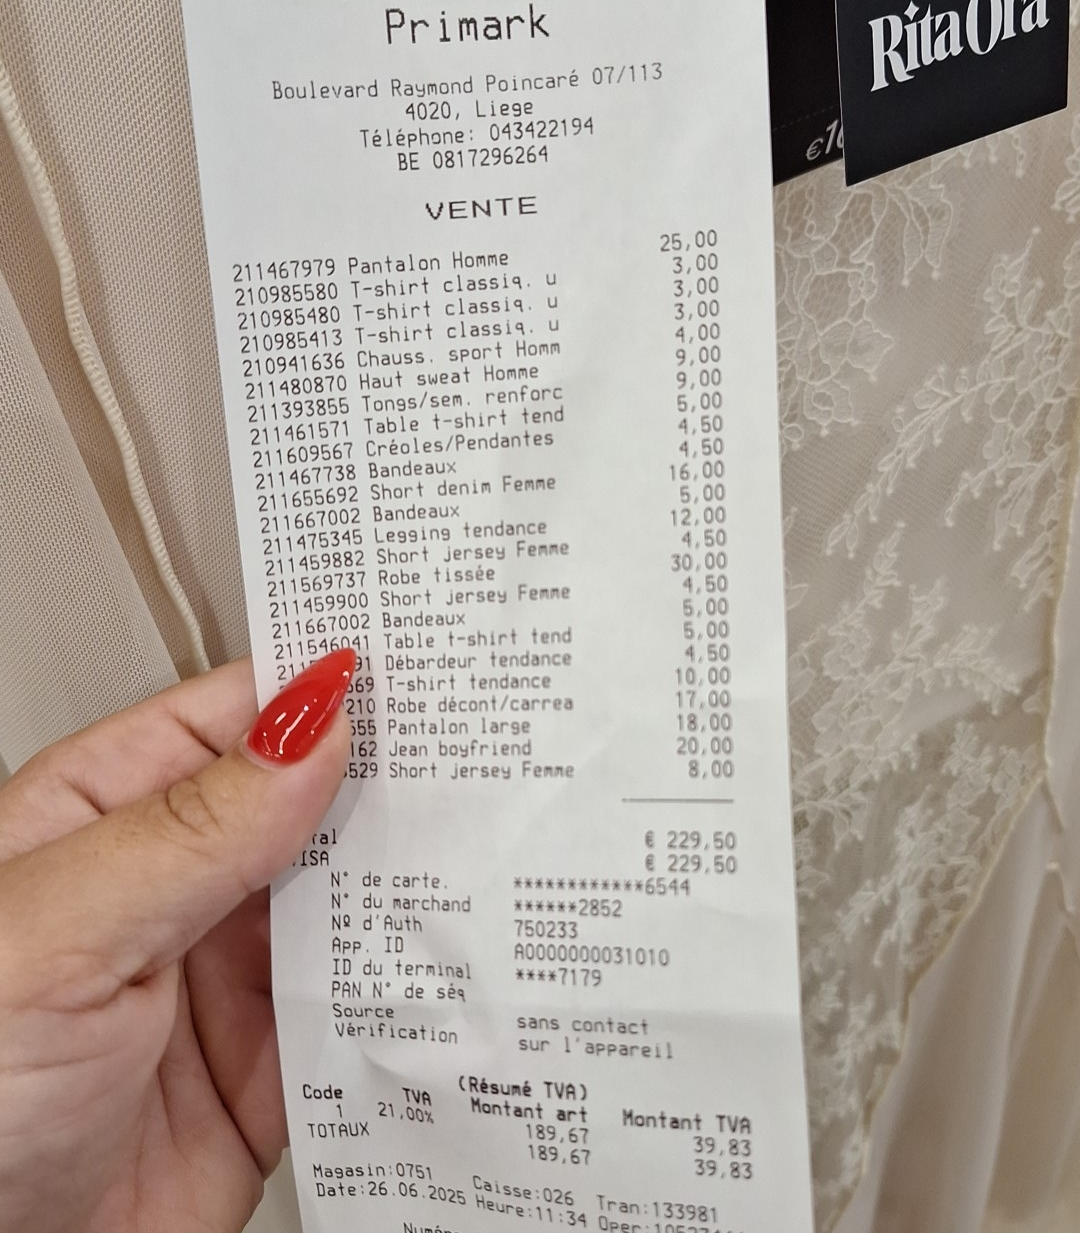 Primark
Boulevard Raymond Poincaré 07/113
4020, Liege
Téléphone: 043422194
BE 0817296264
VENTE
211467979 Pantalon Homme 25,00
210985580 T-shirt classiq. u 3,00
210985480 T-shirt classiq. u 3,00
210985413 T-shirt classiq. u 3,00
210941636 Chauss. sport Homm 4,00
211480870 Haut sweat Homme 9,00
211393855 Tongs/sem. renforc 9,00
211461571 Table t-shirt tend 5,00
211609567 Créoles/Pendantes 4,50
211467738 Bandeaux 4,50
211655692 Short denim Femme 16,00
211667002 Bandeaux 5,00
211475345 Legging tendance 12,00
211459882 Short jersey Femme 4,50
211569737 Robe tissée 30,00
211459900 Short jersey Femme 4,50
211667002 Bandeaux 5,00
211546041 Table t-shirt tend 5,00
Débardeur tendance 4,50
T-shirt tendance 10,00
210 Robe décont/carrea 17,00
555 Pantalon large 18,00
162 Jean boyfriend 20,00
529 Short jersey Femme 8,00
€ 229,50
ISA € 229,50
N° de carte. ************6544
N° du marchand ******2852
Nº d'Auth 750233
App. ID A0000000031010
ID du terminal ****7179
PAN N° de séq
Source sans contact
Vérification sur l'appareil
(Résumé TVA)
Code TVA Montant art Montant TVA
1 21,00% 189,67 39,83
TOTAUX 189,67 39,83
Magasin:0751 Caisse:026 Tran:133981
Date:26.06.2025 Heure:11:34
Rita Ora